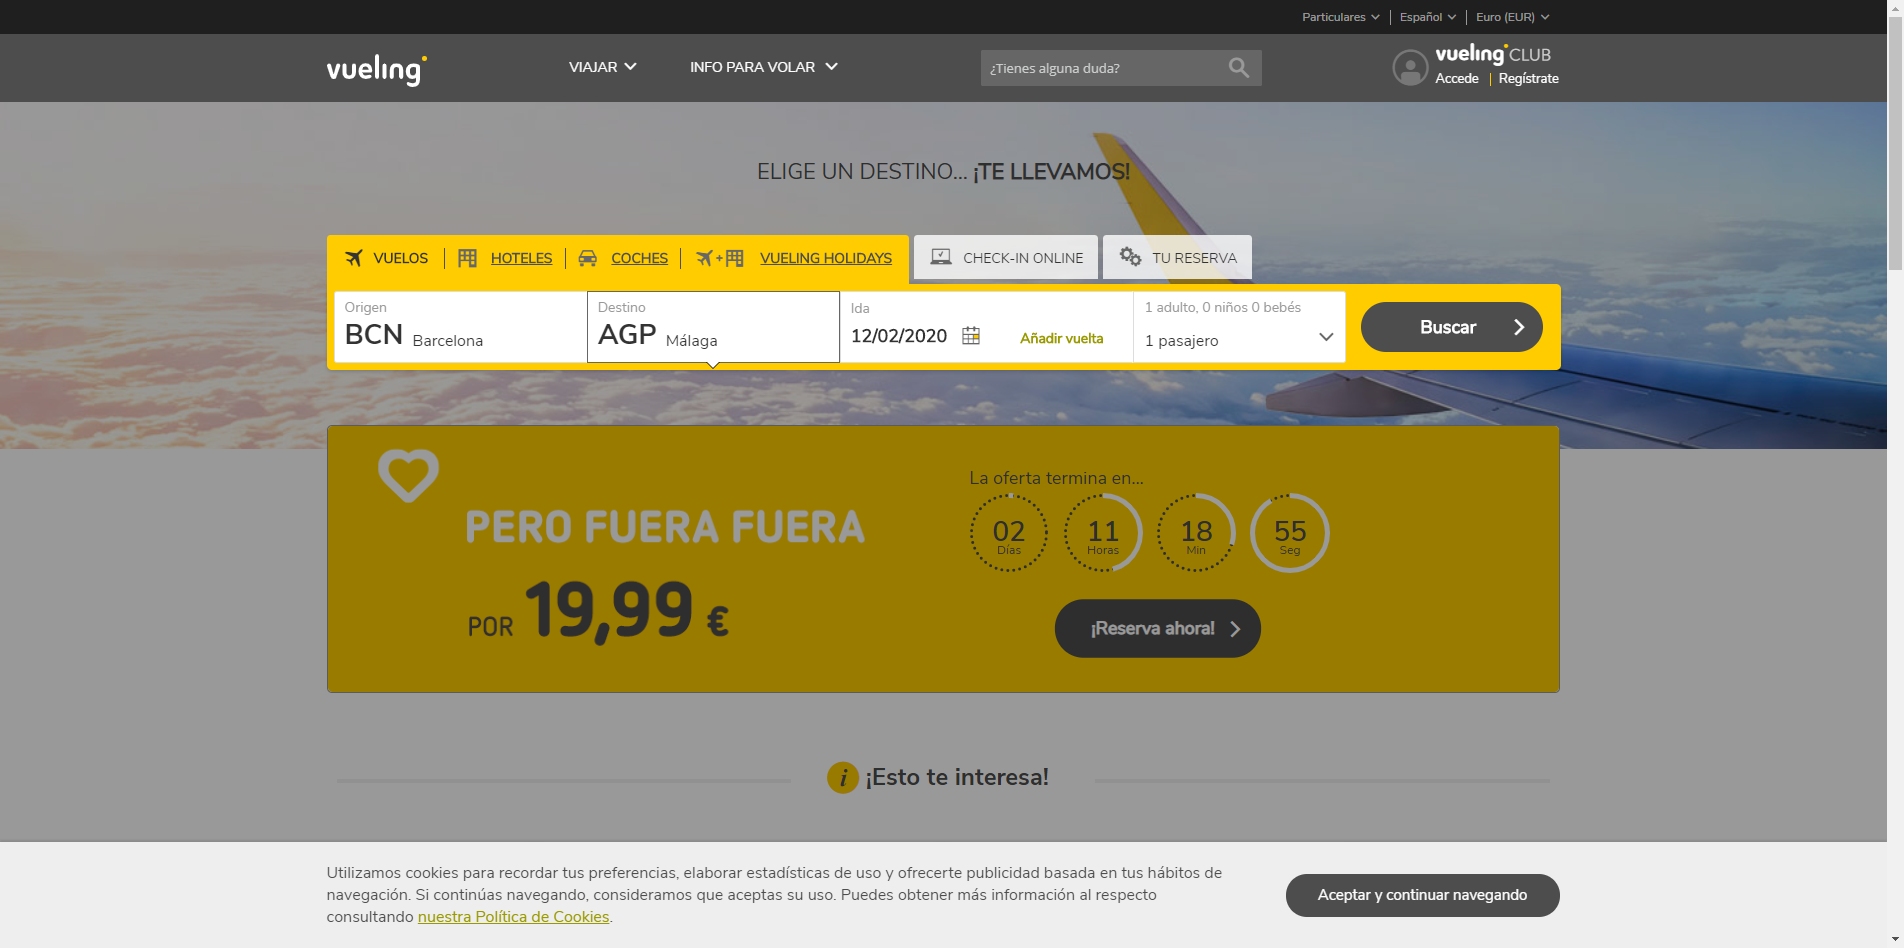 Particulares
Español
Euro (EUR)
vueling
VIAJAR
INFO PARA VOLAR
¿Tienes alguna duda?
vueling CLUB
Accede
Regístrate
ELIGE UN DESTINO... ¡TE LLEVAMOS!
VUELOS
HOTELES
COCHES
+
VUELING HOLIDAYS
CHECK-IN ONLINE
TU RESERVA
Origen
BCN Barcelona
Destino
AGP Málaga
Ida
12/02/2020
Añadir vuelta
1 adulto, 0 niños 0 bebés
1 pasajero
Buscar
PERO FUERA FUERA
POR 19,99 €
La oferta termina en...
02 11 18 55
Días Horas Min Seg
¡Reserva ahora!
i ¡Esto te interesa!
Utilizamos cookies para recordar tus preferencias, elaborar estadísticas de uso y ofrecerte publicidad basada en tus hábitos de
navegación. Si continúas navegando, consideramos que aceptas su uso. Puedes obtener más información al respecto
consultando nuestra Política de Cookies.
Aceptar y continuar navegando